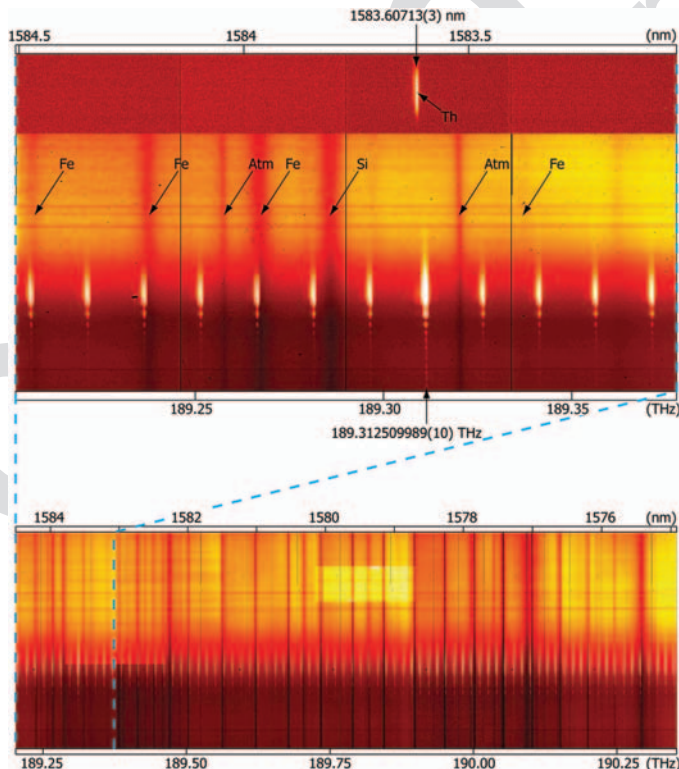 1583.60713(3) nm
1584.5 1584 1583.5 (nm)
Th
Fe Fe Atm Fe Si Atm Fe
189.25 189.30 189.35 (THz)
189.312509989(10) THz
1584 1582 1580 1578 1576 (nm)
189.25 189.50 189.75 190.00 190.25 (THz)